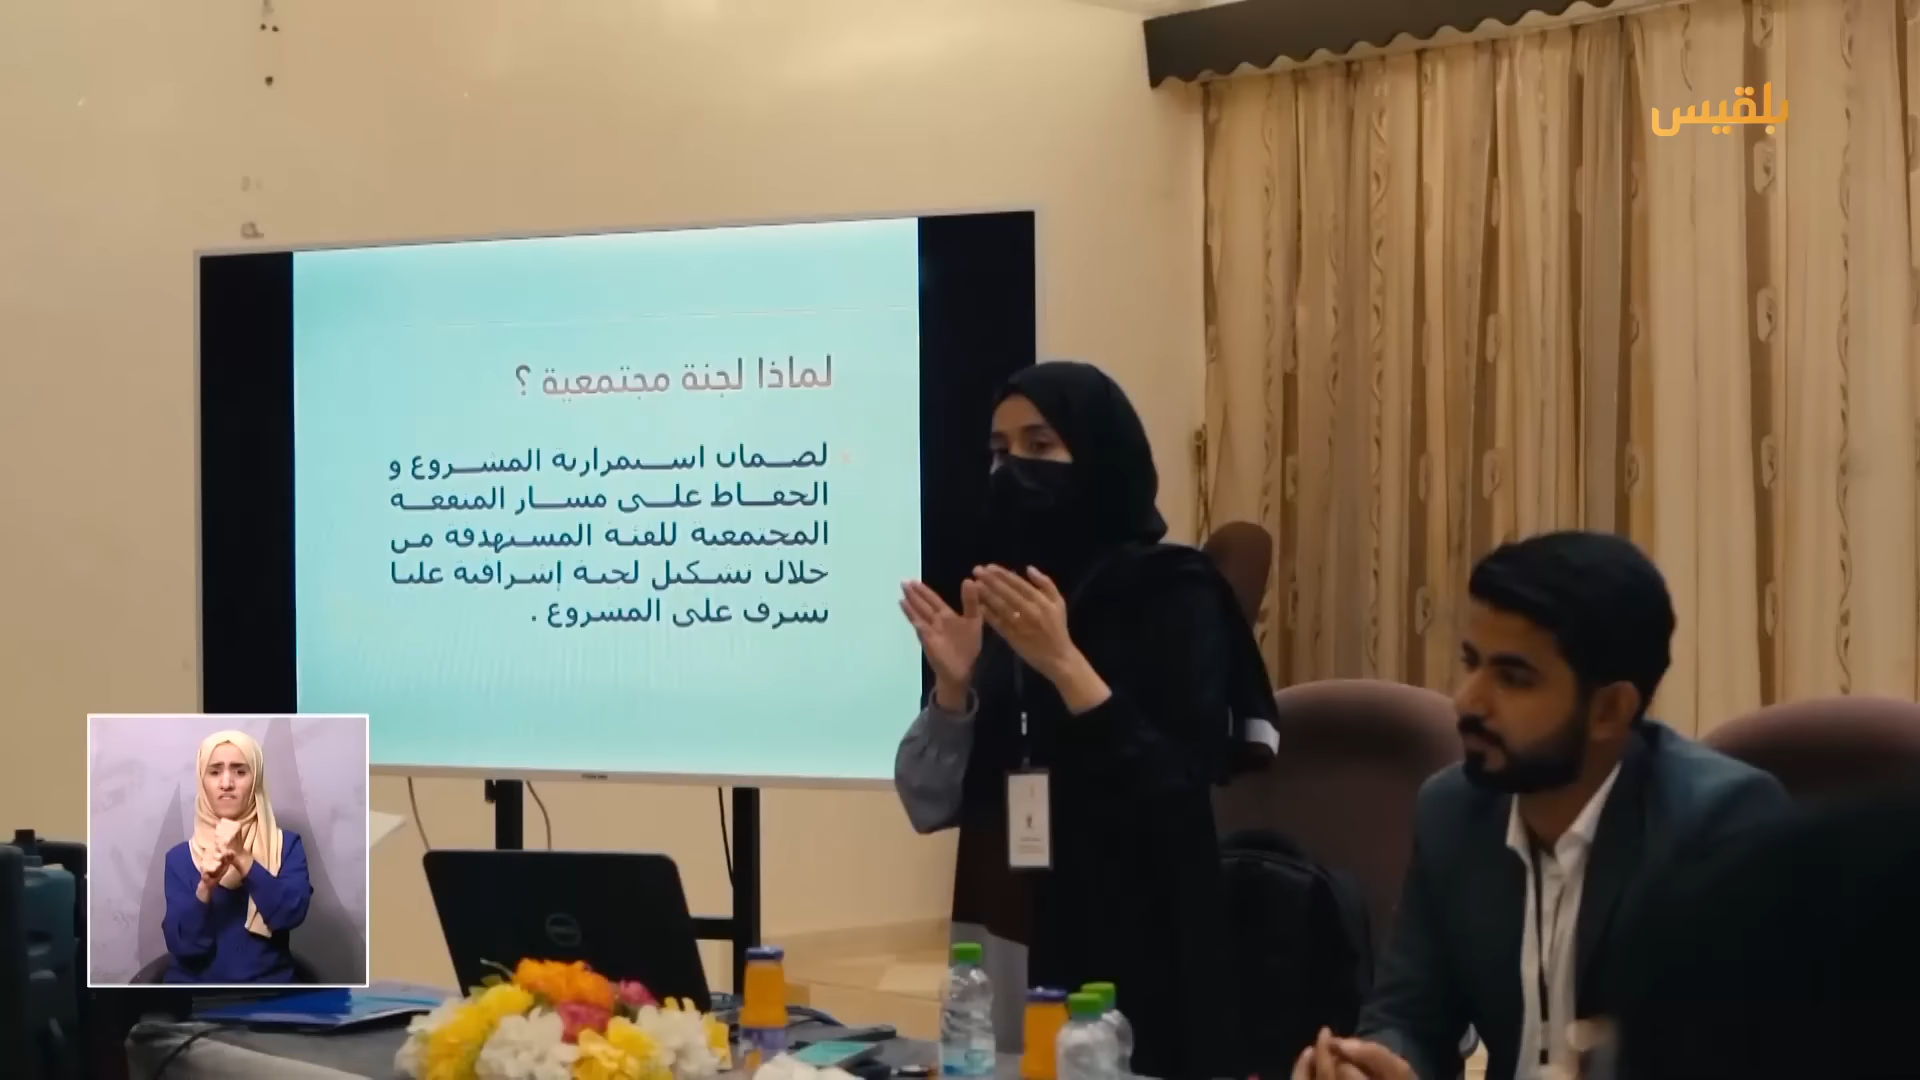 بلقيس
لماذا لجنة مجتمعية ؟
لضمان استمرارية المشروع و
الحفاظ على مسار المنفعة
المجتمعية للفئة المستهدفة من
خلال تشكيل لجنة إشرافية عليا
تشرف على المشروع .
DELL